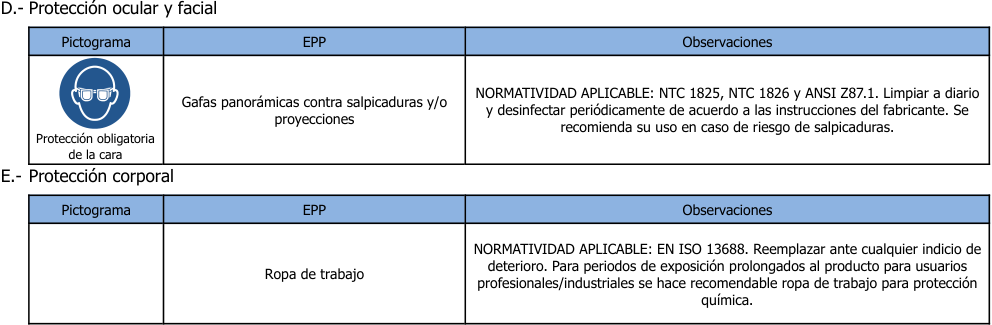 D.- Protección ocular y facial
Pictograma EPP Observaciones
Protección obligatoria
de la cara
Gafas panorámicas contra salpicaduras y/o
proyecciones
NORMATIVIDAD APLICABLE: NTC 1825, NTC 1826 y ANSI Z87.1. Limpiar a diario
y desinfectar periódicamente de acuerdo a las instrucciones del fabricante. Se
recomienda su uso en caso de riesgo de salpicaduras.
E.- Protección corporal
Pictograma EPP Observaciones
Ropa de trabajo
NORMATIVIDAD APLICABLE: EN ISO 13688. Reemplazar ante cualquier indicio de
deterioro. Para periodos de exposición prolongados al producto para usuarios
profesionales/industriales se hace recomendable ropa de trabajo para protección
química.